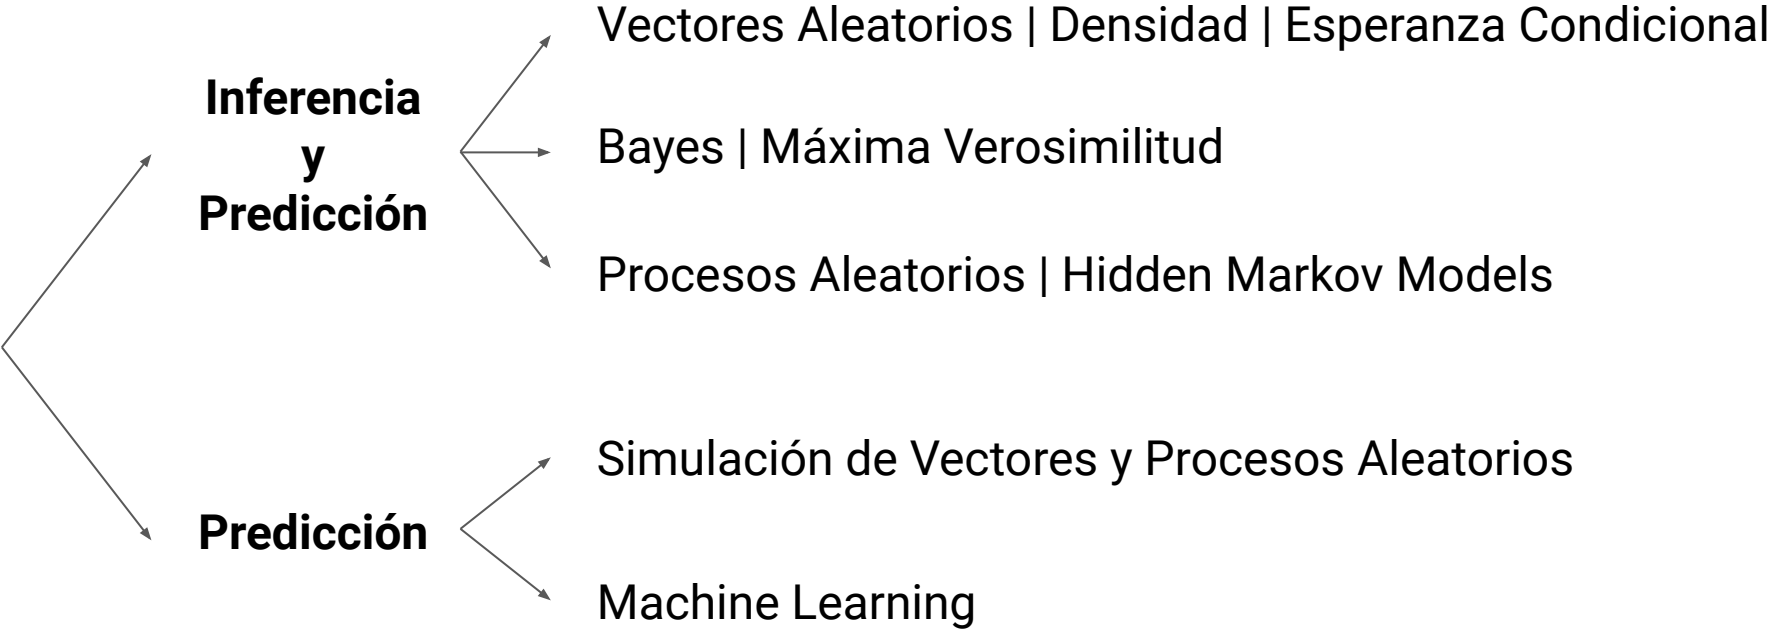 Vectores Aleatorios | Densidad | Esperanza Condicional
Inferencia
y
Predicción
Bayes | Máxima Verosimilitud
Procesos Aleatorios | Hidden Markov Models
Simulación de Vectores y Procesos Aleatorios
Predicción
Machine Learning